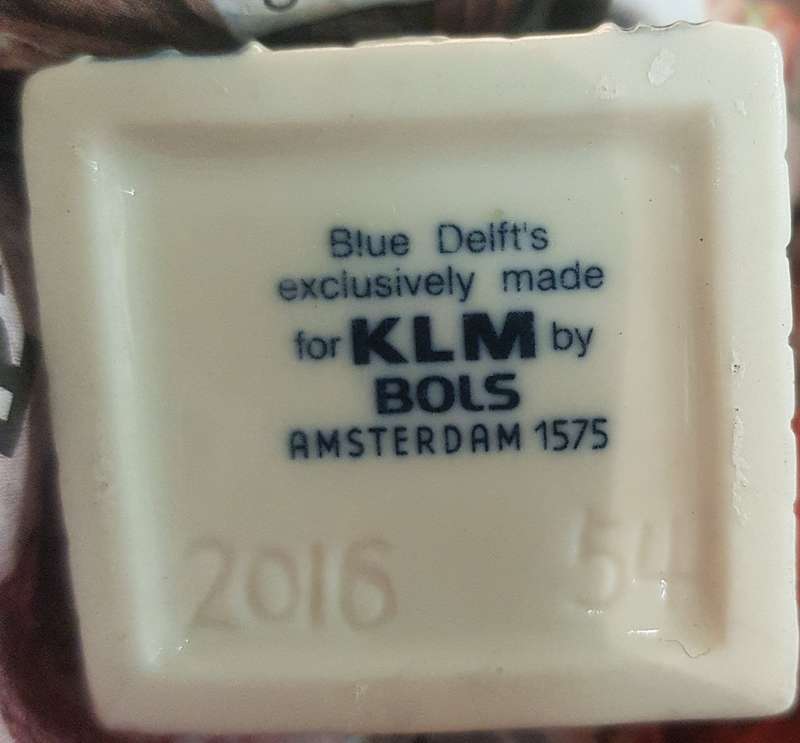 Blue Delft's
exclusively made
for KLM by
BOLS
AMSTERDAM 1575
2016 54